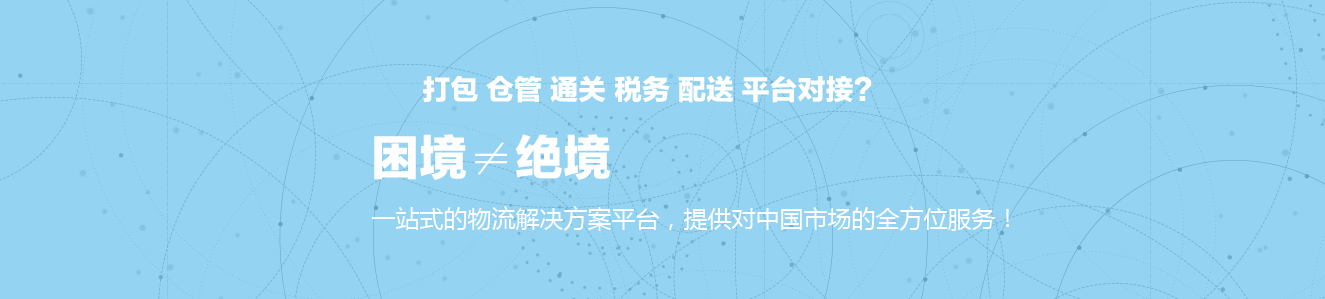 打包 仓管 通关 税务 配送 平台对接?
困境≠绝境
一站式的物流解决方案平台，提供对中国市场的全方位服务！